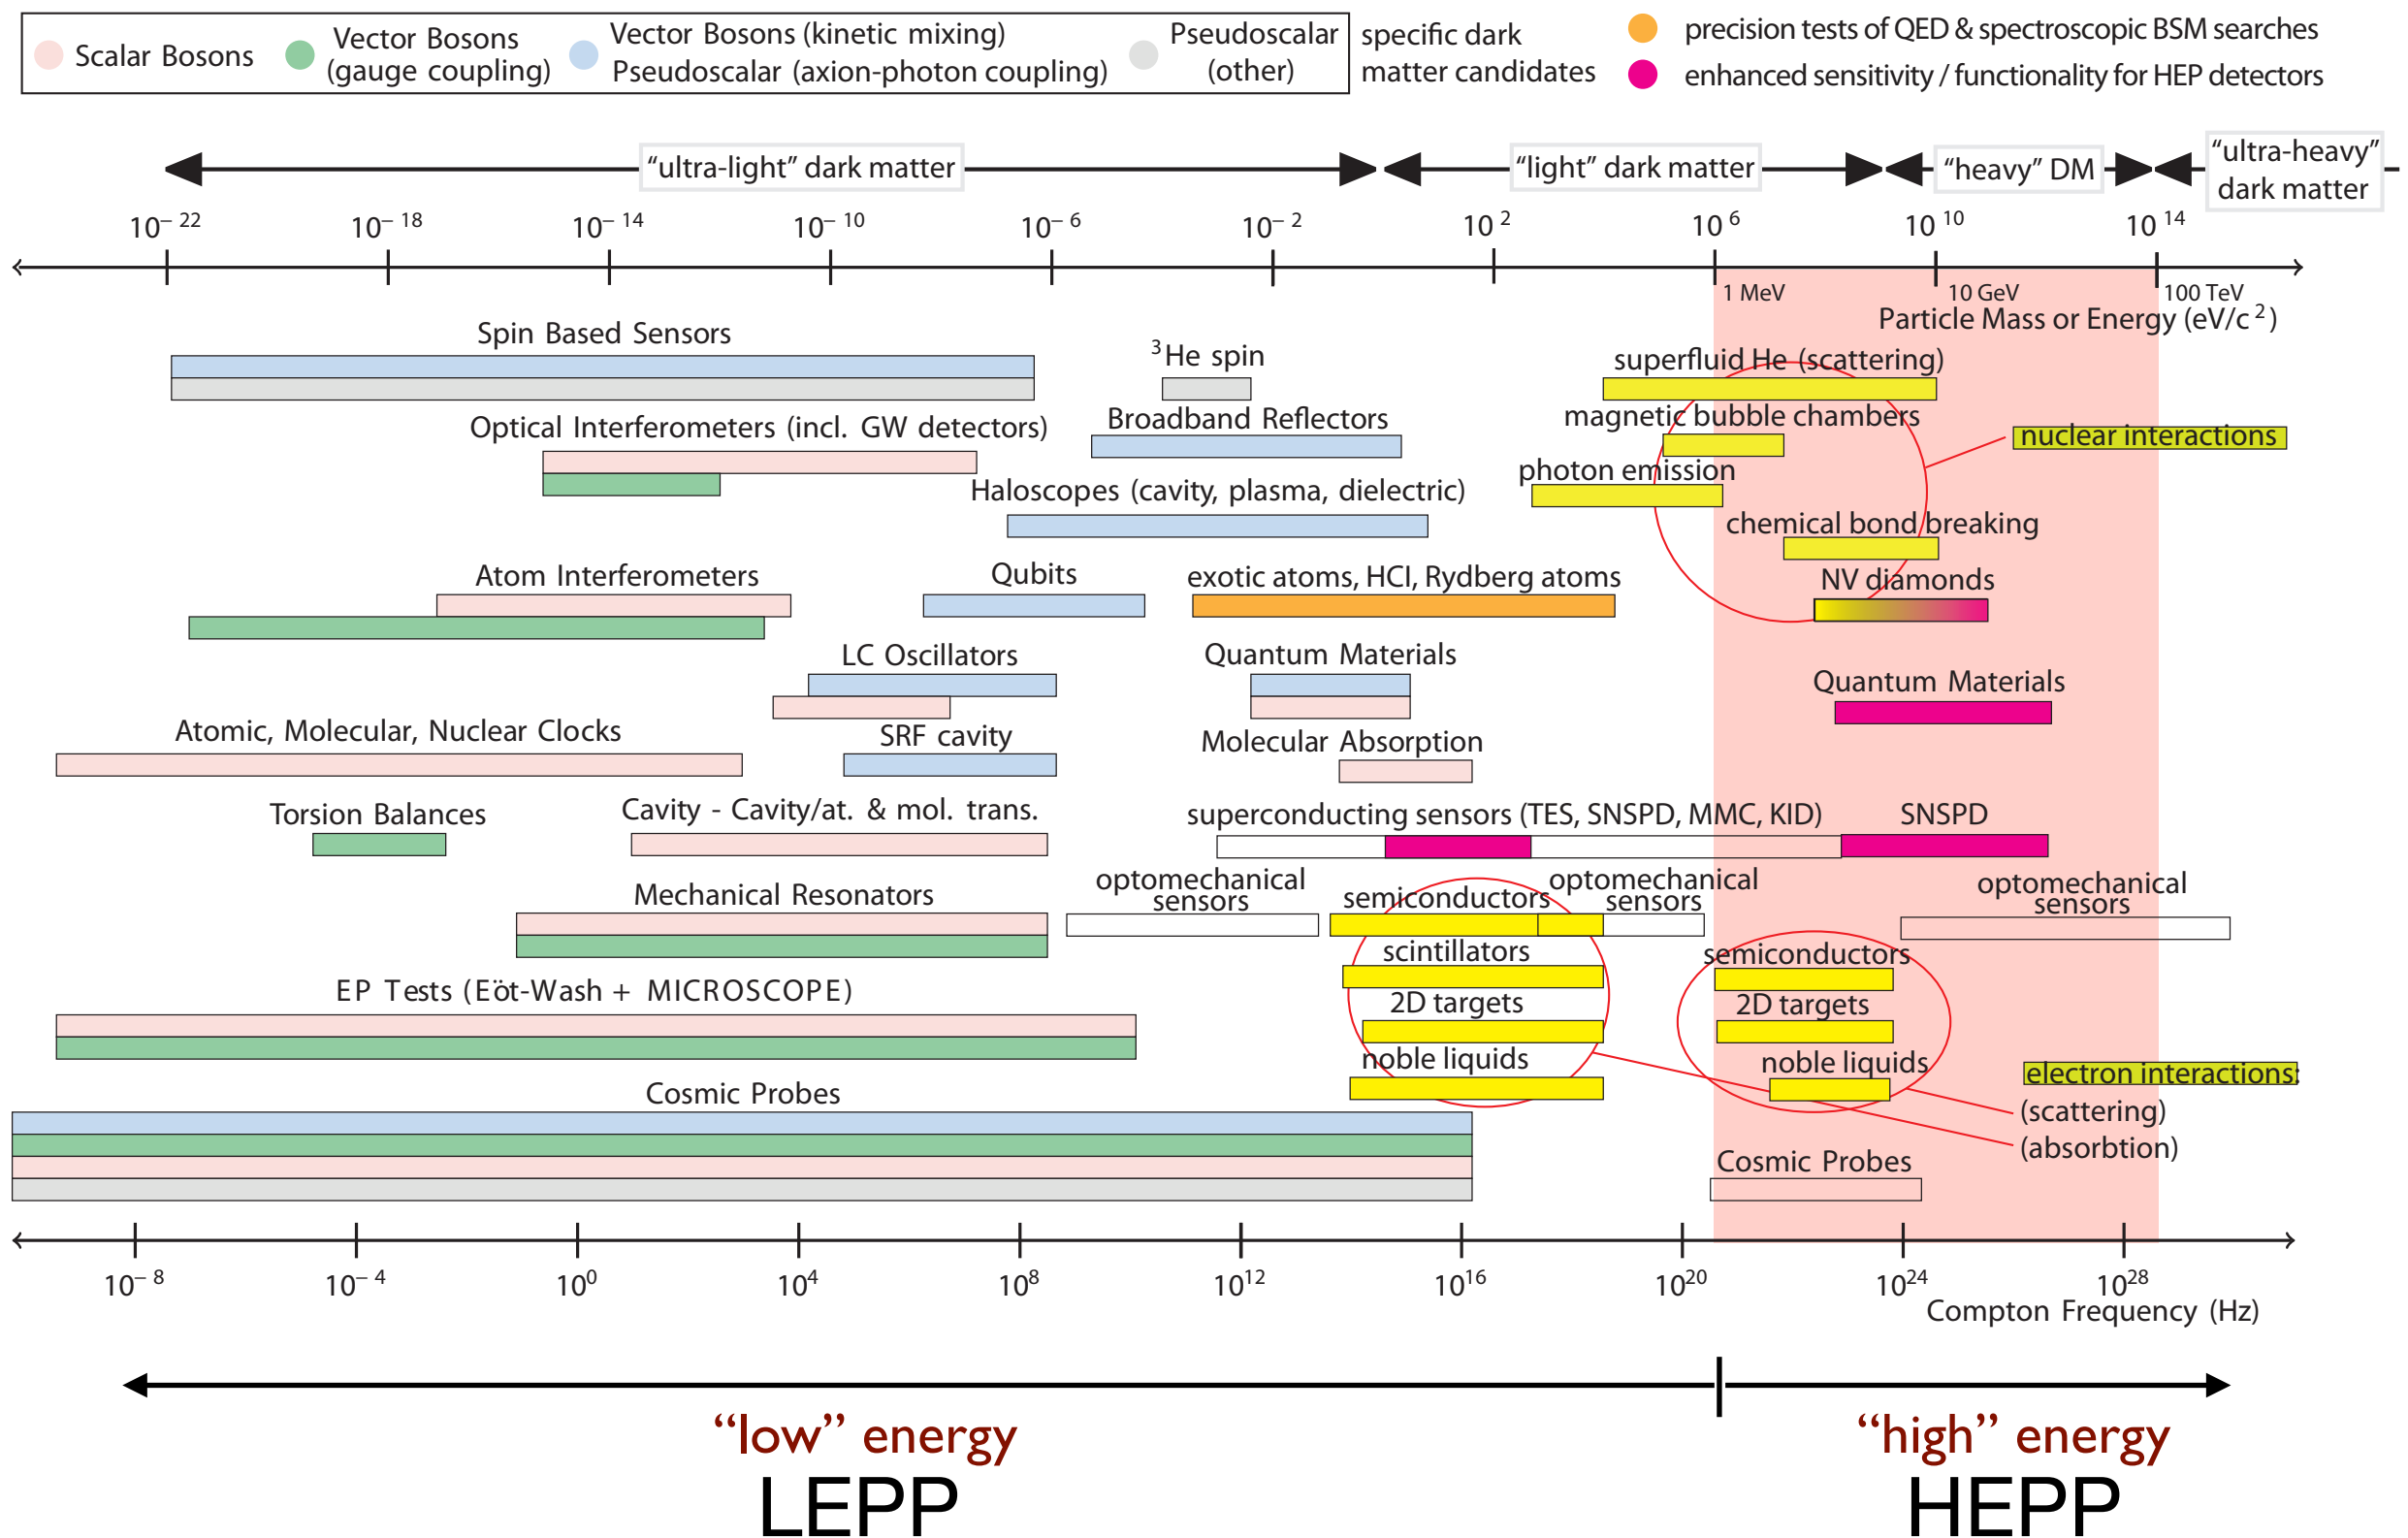 Scalar Bosons
Vector Bosons
(gauge coupling)
Vector Bosons (kinetic mixing)
Pseudoscalar (axion-photon coupling)
Pseudoscalar
(other)
specific dark
matter candidates
precision tests of QED & spectroscopic BSM searches
enhanced sensitivity / functionality for HEP detectors
“ultra-light” dark matter
“light” dark matter
“heavy” DM
“ultra-heavy”
dark matter
10– 22 10– 18 10– 14 10– 10 10– 6 10– 2 10 2 10 6 10 10 10 14
1 MeV 10 GeV 100 TeV
Particle Mass or Energy (eV/c 2)
Spin Based Sensors
3He spin
superfluid He (scattering)
Optical Interferometers (incl. GW detectors)
Broadband Reflectors
magnetic bubble chambers
nuclear interactions
photon emission
Haloscopes (cavity, plasma, dielectric)
chemical bond breaking
Atom Interferometers
Qubits
exotic atoms, HCI, Rydberg atoms
NV diamonds
LC Oscillators
Quantum Materials
Quantum Materials
Atomic, Molecular, Nuclear Clocks
SRF cavity
Molecular Absorption
Torsion Balances
Cavity - Cavity/at. & mol. trans.
superconducting sensors (TES, SNSPD, MMC, KID)
SNSPD
Mechanical Resonators
optomechanical
sensors
semiconductors
optomechanical
sensors
optomechanical
sensors
scintillators
semiconductors
EP Tests (Eöt-Wash + MICROSCOPE)
2D targets
2D targets
noble liquids
noble liquids
electron interactions:
(scattering)
(absorbtion)
Cosmic Probes
Cosmic Probes
10– 8 10– 4 100 104 108 1012 1016 1020 1024 1028
Compton Frequency (Hz)
“low” energy
LEPP
“high” energy
HEPP